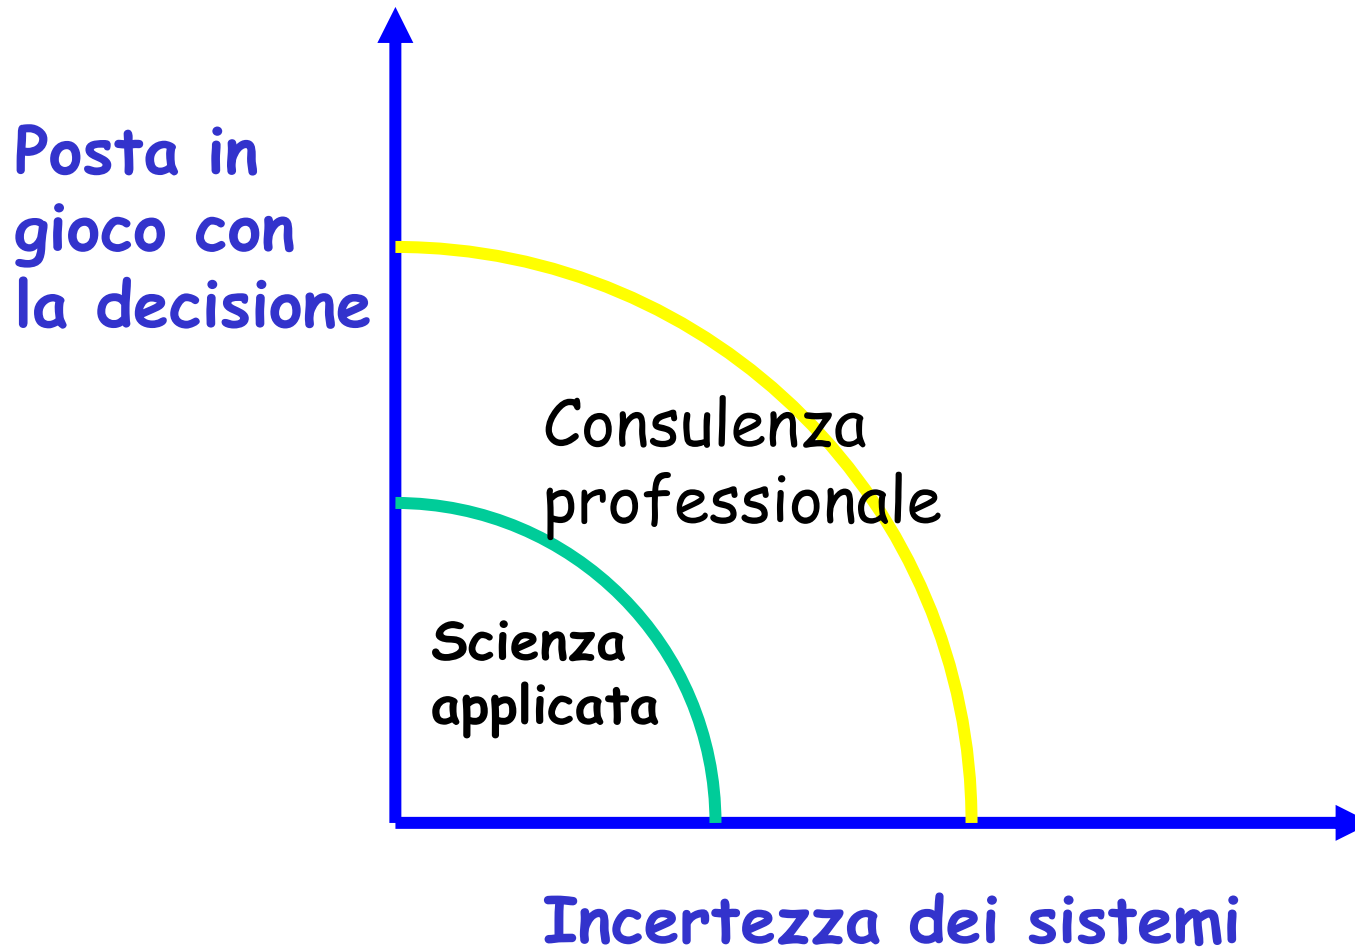 Posta in
gioco con
la decisione
Consulenza
professionale
Scienza
applicata
Incertezza dei sistemi